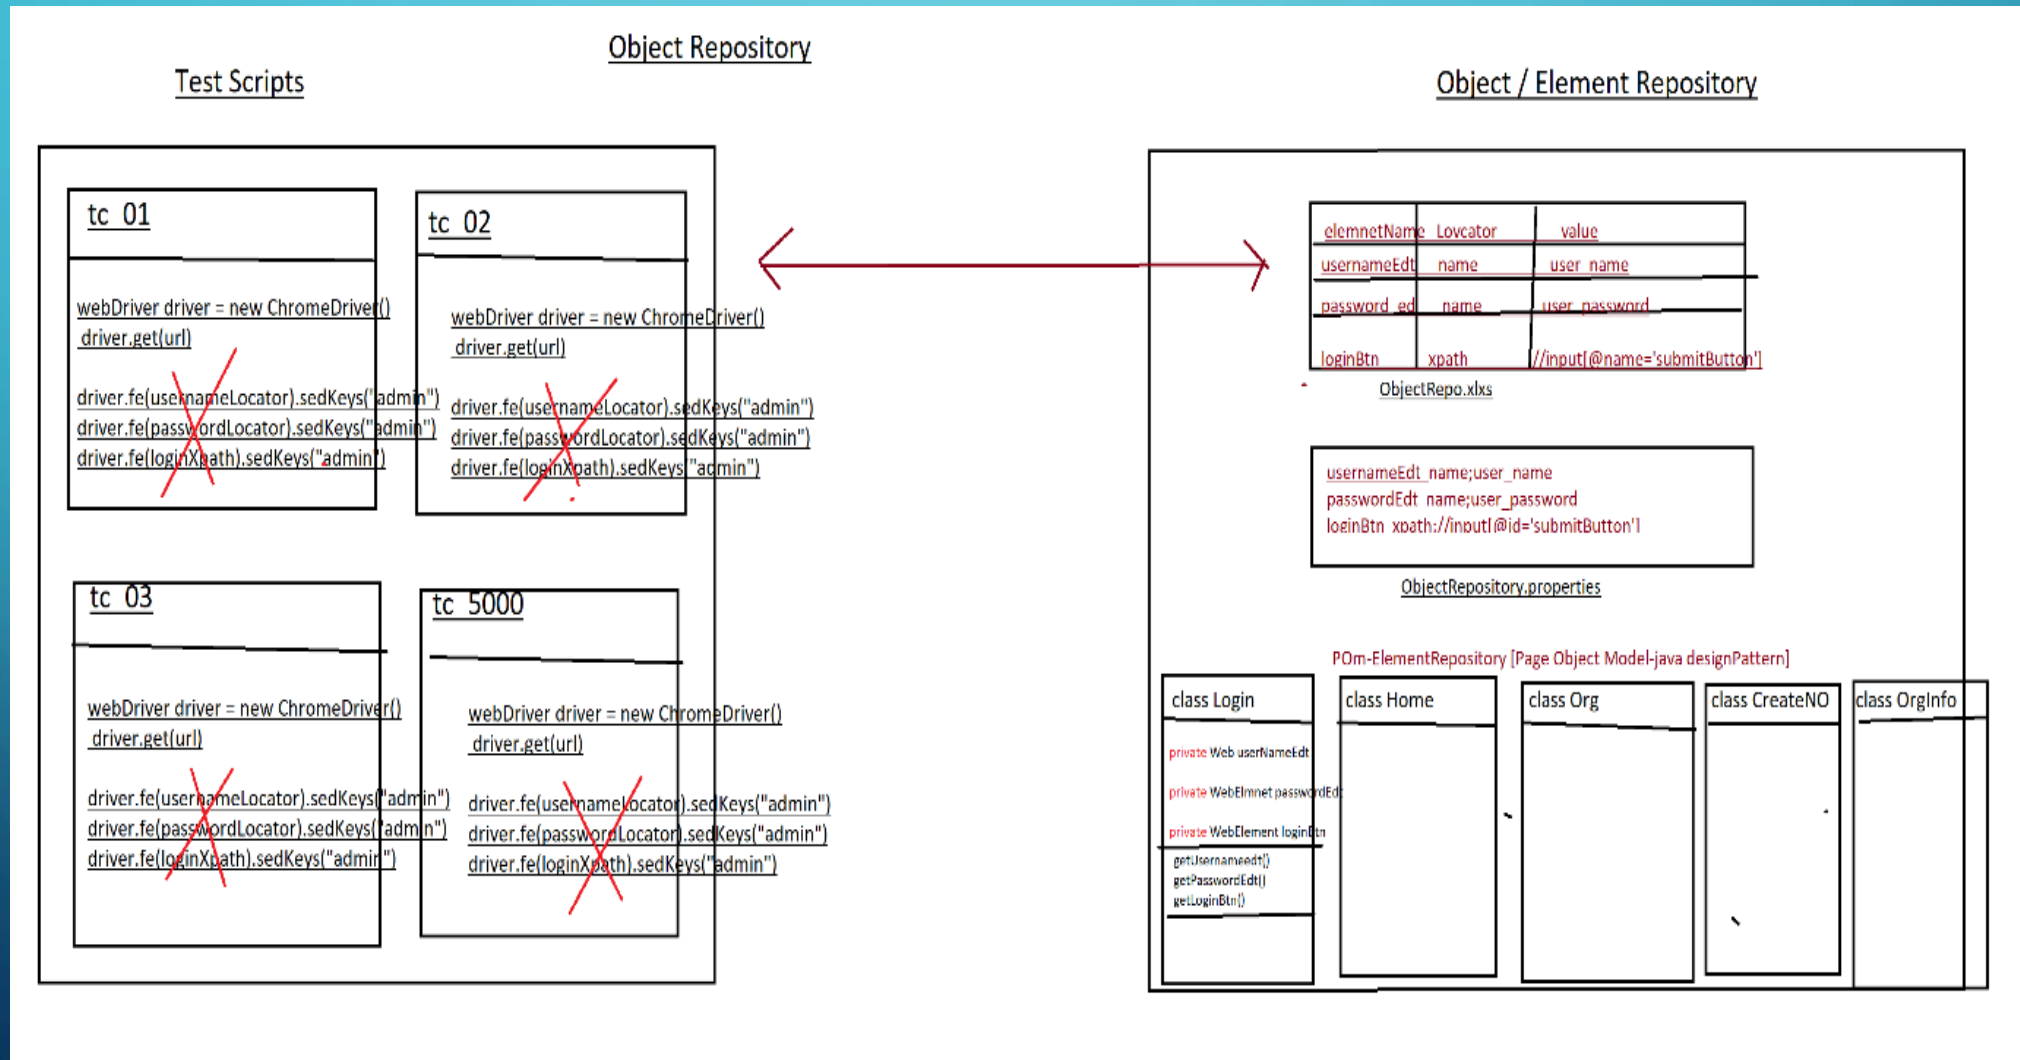 Object Repository
Test Scripts
Object / Element Repository
tc_01
webDriver driver = new ChromeDriver()
driver.get(url)
driver.fe(usernameLocator).sedKeys("admin")
driver.fe(passwordLocator).sedKeys("admin")
driver.fe(loginXpath).sedKeys("admin")
tc_02
webDriver driver = new ChromeDriver()
driver.get(url)
driver.fe(usernameLocator).sedKeys("admin")
driver.fe(passwordLocator).sedKeys("admin")
driver.fe(loginXpath).sedKeys("admin")
tc_03
webDriver driver = new ChromeDriver()
driver.get(url)
driver.fe(usernameLocator).sedKeys("admin")
driver.fe(passwordLocator).sedKeys("admin")
driver.fe(loginXpath).sedKeys("admin")
tc_5000
webDriver driver = new ChromeDriver()
driver.get(url)
driver.fe(usernameLocator).sedKeys("admin")
driver.fe(passwordLocator).sedKeys("admin")
driver.fe(loginXpath).sedKeys("admin")
elemnetName Lovcator value
usernameEdt name user_name
password_ed name user_password
loginBtn xpath //input[@name='submitButton']
ObjectRepo.xlxs
usernameEdt_name;user_name
passwordEdt_name;user_password
loginBtn_xpath://input[@id='submitButton']
ObjectRepository.properties
POm-ElementRepository [Page Object Model-java designPattern]
class Login
private Web userNameEdt
private WebElmnet passwordEdt
private WebElement loginBtn
getUsernameedt()
getPasswordEdt()
getLoginBtn()
class Home
class Org
class CreateNO
class OrgInfo